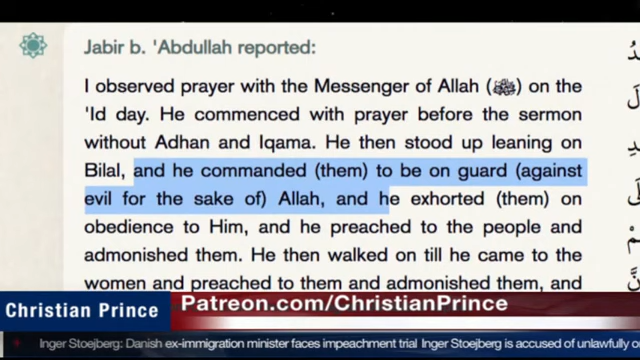 Jabir b. 'Abdullah reported:
I observed prayer with the Messenger of Allah (ﷺ) on the
'Id day. He commenced with prayer before the sermon
without Adhan and Iqama. He then stood up leaning on
Bilal, and he commanded (them) to be on guard (against
evil for the sake of) Allah, and he exhorted (them) on
obedience to Him, and he preached to the people and
admonished them. He then walked on till he came to the
women and preached to them and admonished them, and
Christian Prince
Patreon.com/ChristianPrince
Inger Stoejberg: Danish ex-immigration minister faces impeachment trial Inger Stoejberg is accused of unlawfully